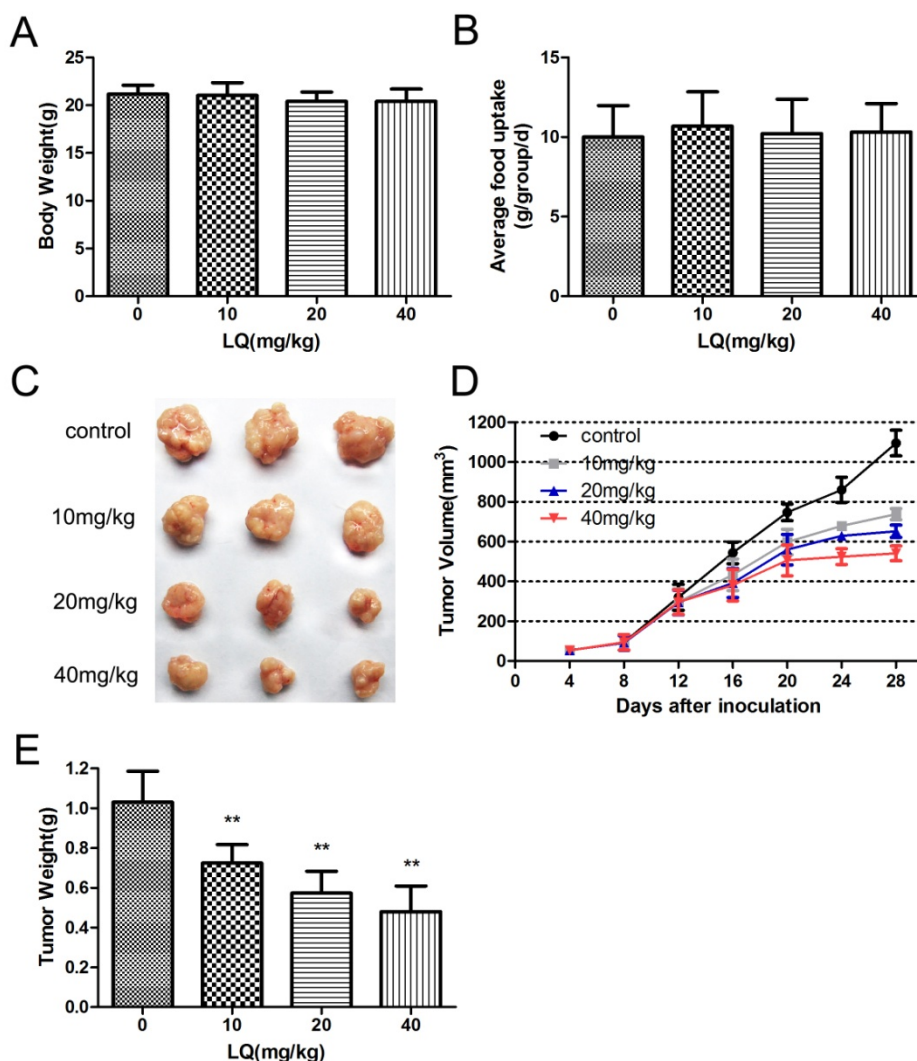 A
Body Weight(g)
25
20
15
10
5
0
0 10 20 40
LQ(mg/kg)
B
Average food uptake
(g/group/d)
15
10
5
0
0 10 20 40
LQ(mg/kg)
C
control
10mg/kg
20mg/kg
40mg/kg
D
Tumor Volume(mm³)
1200
1000
800
600
400
200
0
control
10mg/kg
20mg/kg
40mg/kg
0 4 8 12 16 20 24 28
Days after inoculation
E
Tumor Weight(g)
1.2
1.0
0.8
0.6
0.4
0.2
0.0
**
**
**
0 10 20 40
LQ(mg/kg)